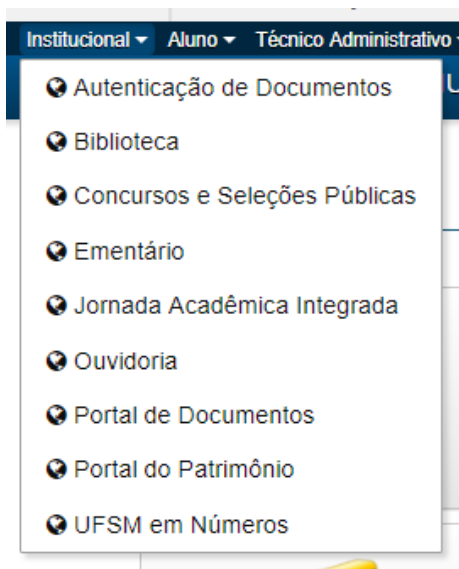 Institucional Aluno Técnico Administrativo
Autenticação de Documentos
Biblioteca
Concursos e Seleções Públicas
Ementário
Jornada Acadêmica Integrada
Ouvidoria
Portal de Documentos
Portal do Patrimônio
UFSM em Números